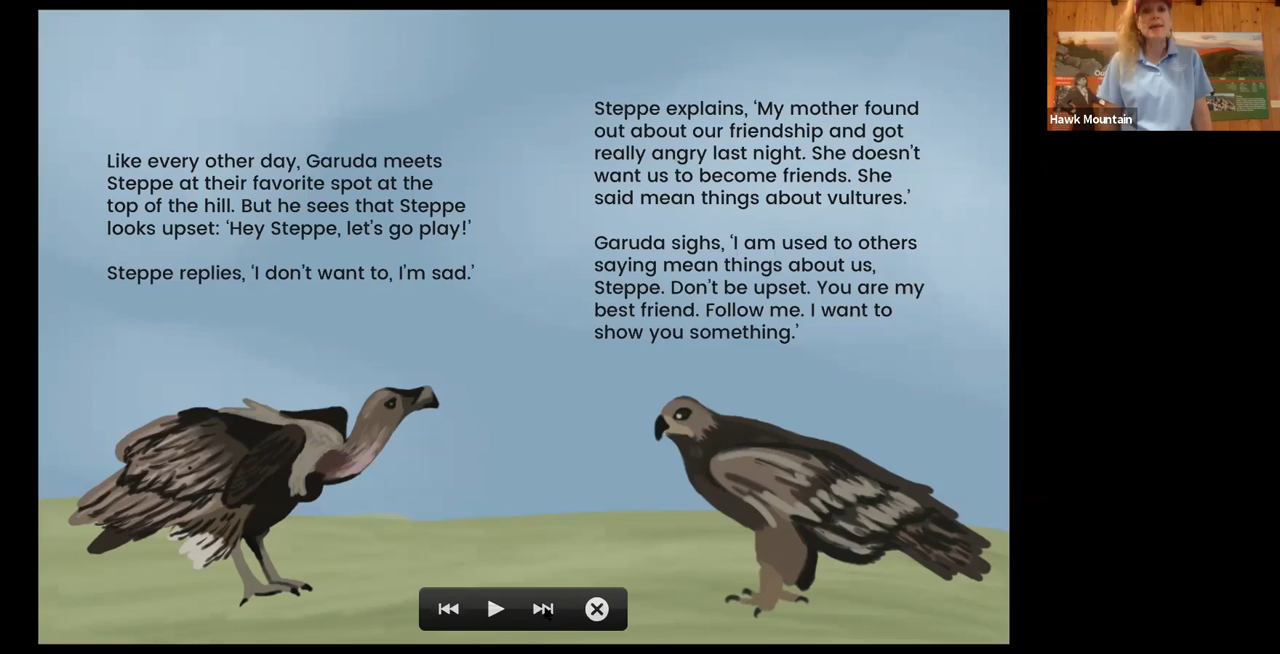 Like every other day, Garuda meets
Steppe at their favorite spot at the
top of the hill. But he sees that Steppe
looks upset: ‘Hey Steppe, let’s go play!’
Steppe replies, ‘I don’t want to, I’m sad.’
Steppe explains, ‘My mother found
out about our friendship and got
really angry last night. She doesn’t
want us to become friends. She
said mean things about vultures.’
Garuda sighs, ‘I am used to others
saying mean things about us,
Steppe. Don’t be upset. You are my
best friend. Follow me. I want to
show you something.’
Hawk Mountain